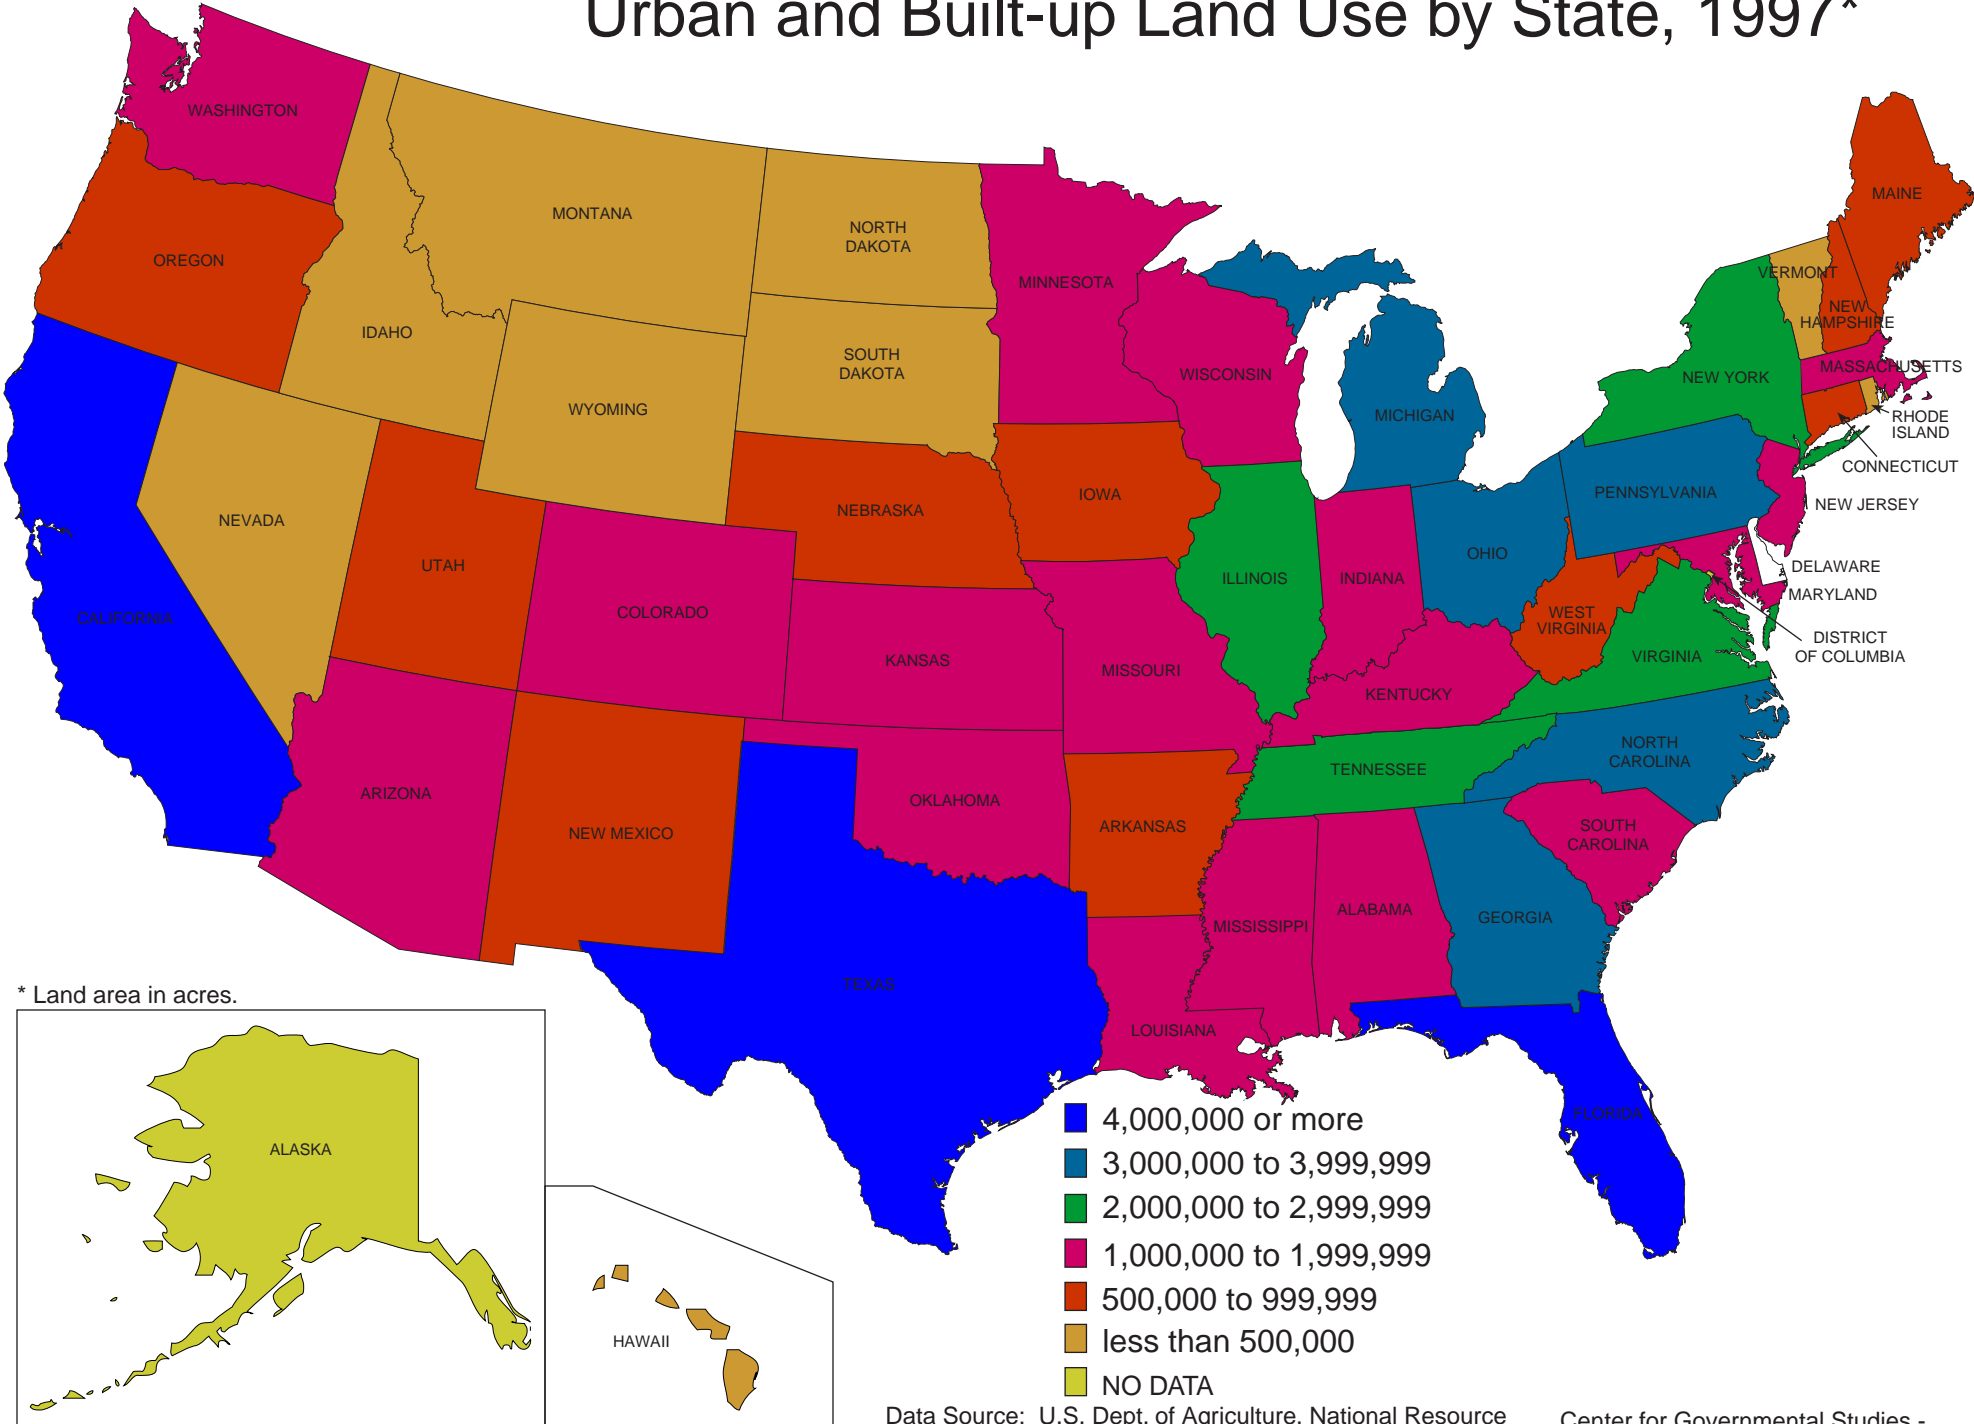 Urban and Built-up Land Use by State, 1997*
WASHINGTON
MONTANA
NORTH
DAKOTA
MAINE
OREGON
MINNESOTA
VERMONT
NEW
HAMPSHIRE
IDAHO
SOUTH
DAKOTA
WISCONSIN
MASSACHUSETTS
NEW YORK
WYOMING
MICHIGAN
RHODE
ISLAND
CONNECTICUT
NEVADA
NEBRASKA
IOWA
PENNSYLVANIA
NEW JERSEY
UTAH
OHIO
DELAWARE
ILLINOIS
INDIANA
MARYLAND
CALIFORNIA
COLORADO
WEST
VIRGINIA
DISTRICT
OF COLUMBIA
KANSAS
MISSOURI
VIRGINIA
KENTUCKY
NORTH
CAROLINA
ARIZONA
OKLAHOMA
TENNESSEE
NEW MEXICO
ARKANSAS
SOUTH
CAROLINA
MISSISSIPPI
ALABAMA
GEORGIA
TEXAS
LOUISIANA
FLORIDA
* Land area in acres.
ALASKA
HAWAII
4,000,000 or more
3,000,000 to 3,999,999
2,000,000 to 2,999,999
1,000,000 to 1,999,999
500,000 to 999,999
less than 500,000
NO DATA
Data Source: U.S. Dept. of Agriculture, National Resource
Center for Governmental Studies -